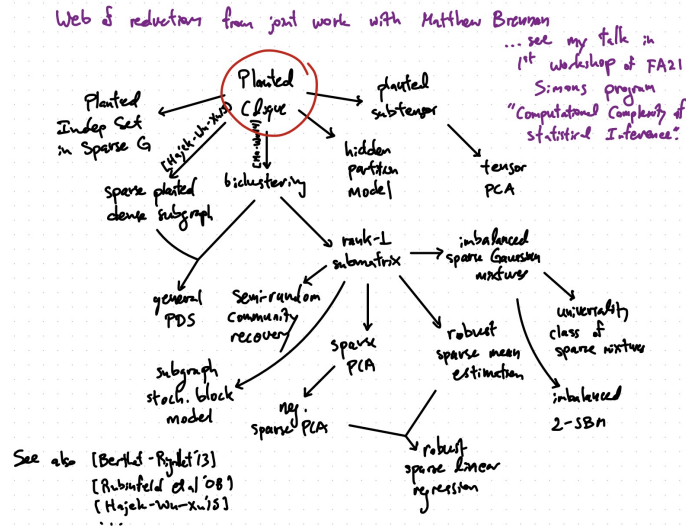 Web of reductions from joint work with Matthew Brennan
... see my talk in
1st workshop of FA21
Simons program
"Computational Complexity of
statistical Inference."
Planted
Clique
Planted
Indep Set
in Sparse G
planted
subtensor
[Hajek-Wu-Xu15]
[Ma-Wu14]
hidden
partition
model
tensor
PCA
sparse planted
dense subgraph
biclustering
rank-1
submatrix
imbalanced
sparse Gaussian
mixtures
general
PDS
Semi-random
community
recovery
sparse
PCA
robust
sparse mean
estimation
universality
class of
sparse mixtures
subgraph
stoch. block
model
neg.
sparse PCA
imbalanced
2-SBM
robust
sparse linear
regression
See also [Berthet-Rigollet'13]
[Rubinfeld et al '08]
[Hajek-Wu-Xu'15]
...